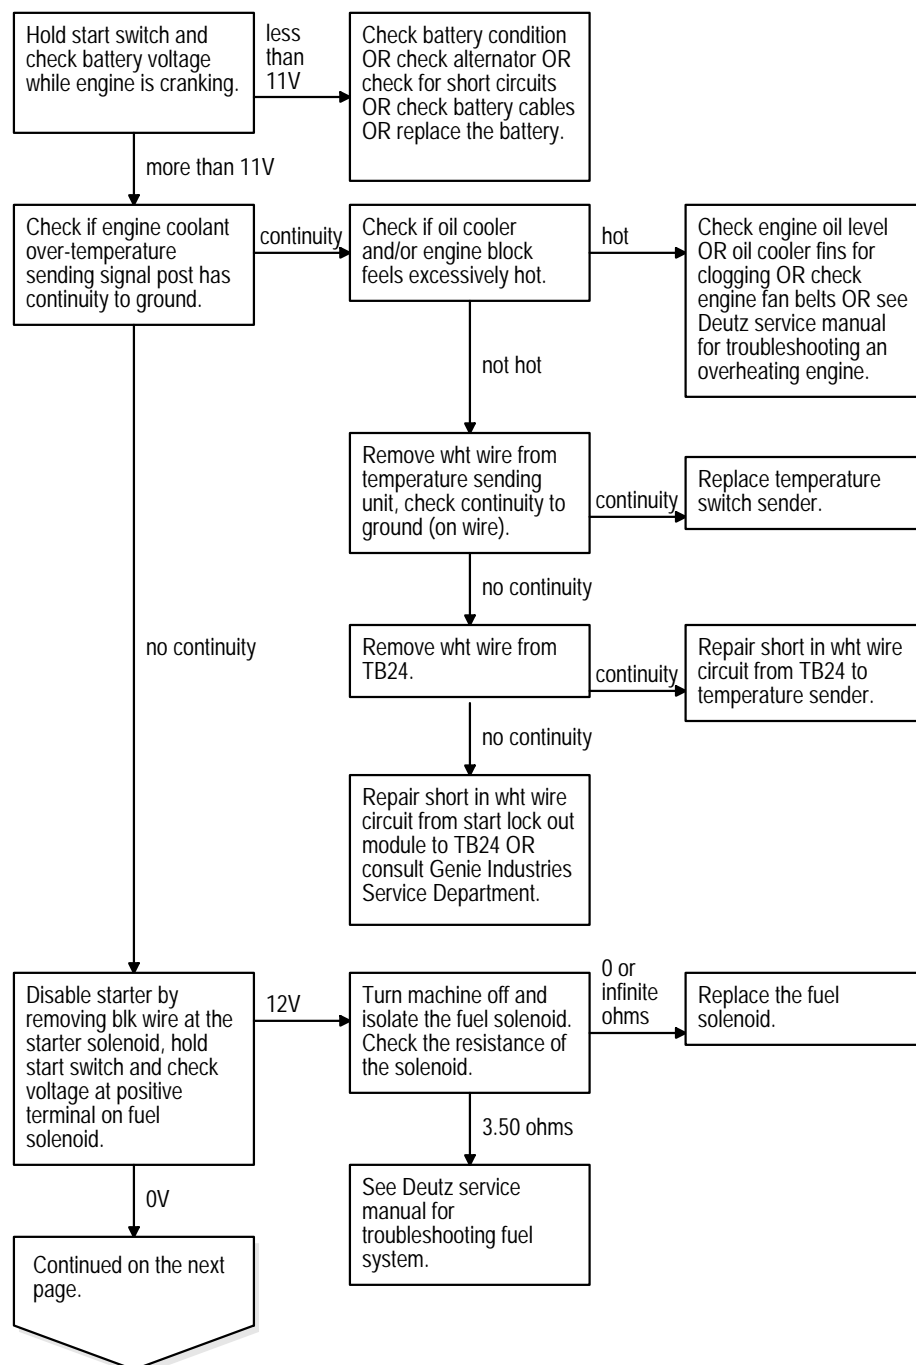 Hold start switch and
check battery voltage
while engine is cranking.
less
than
11V
Check battery condition
OR check alternator OR
check for short circuits
OR check battery cables
OR replace the battery.
more than 11V
Check if engine coolant
over-temperature
sending signal post has
continuity to ground.
continuity
Check if oil cooler
and/or engine block
feels excessively hot.
hot
Check engine oil level
OR oil cooler fins for
clogging OR check
engine fan belts OR see
Deutz service manual
for troubleshooting an
overheating engine.
not hot
Remove wht wire from
temperature sending
unit, check continuity to
ground (on wire).
continuity
Replace temperature
switch sender.
no continuity
no continuity
Remove wht wire from
TB24.
continuity
Repair short in wht wire
circuit from TB24 to
temperature sender.
no continuity
Repair short in wht wire
circuit from start lock out
module to TB24 OR
consult Genie Industries
Service Department.
Disable starter by
removing blk wire at the
starter solenoid, hold
start switch and check
voltage at positive
terminal on fuel
solenoid.
12V
Turn machine off and
isolate the fuel solenoid.
Check the resistance of
the solenoid.
0 or
infinite
ohms
Replace the fuel
solenoid.
3.50 ohms
See Deutz service
manual for
troubleshooting fuel
system.
0V
Continued on the next
page.